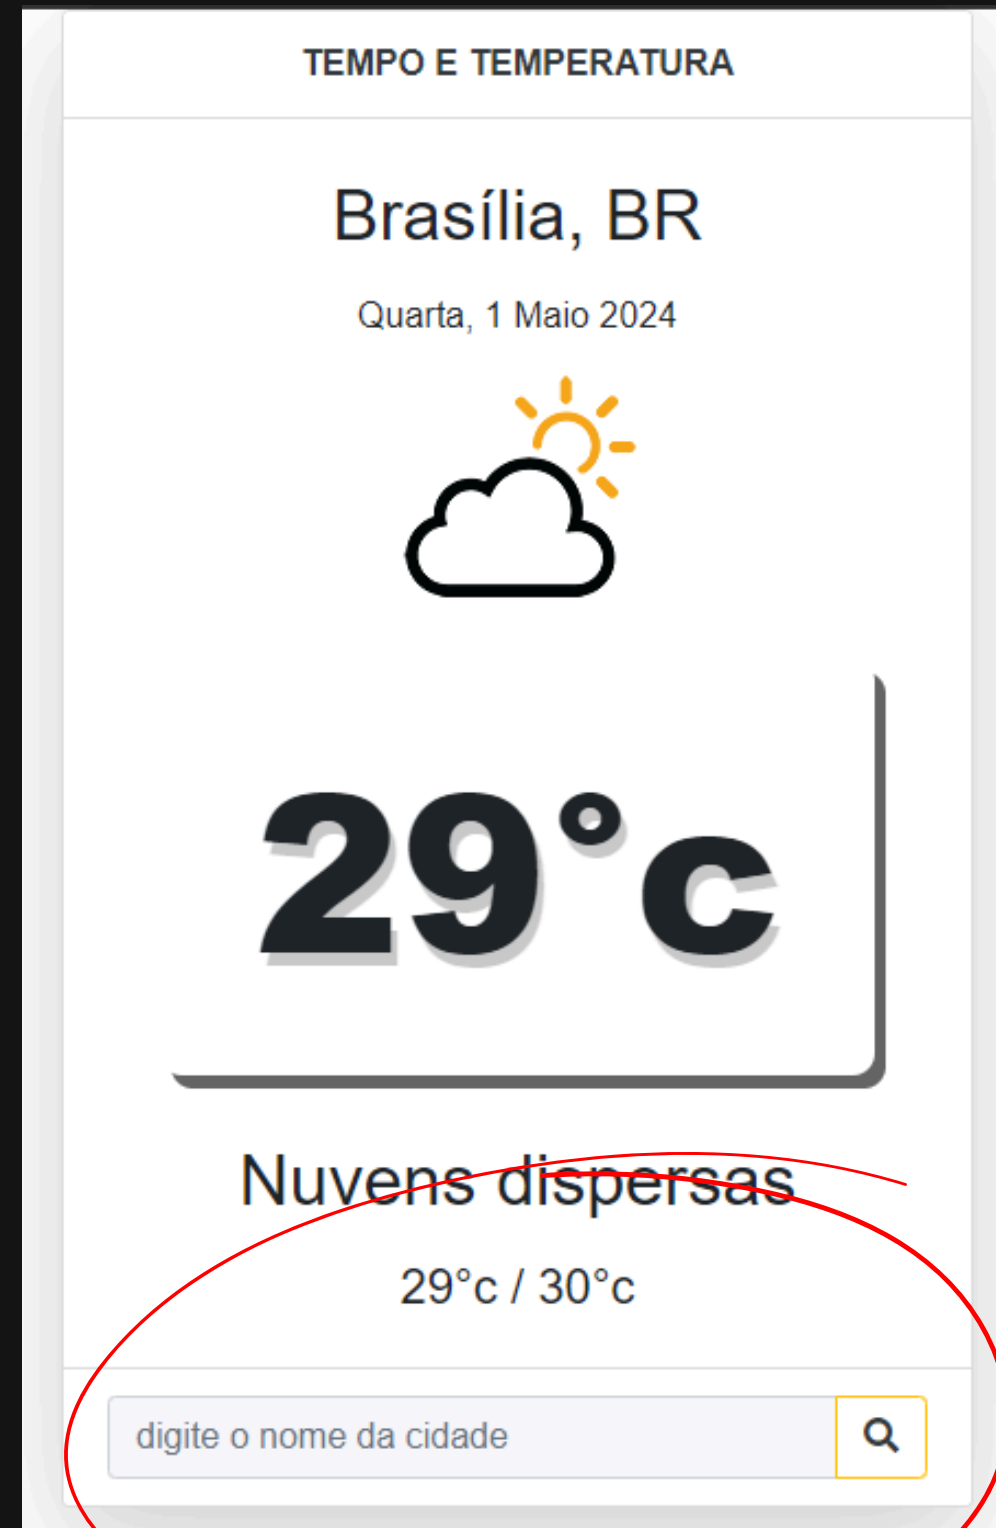 TEMPO E TEMPERATURA
Brasília, BR
Quarta, 1 Maio 2024
29°c
Nuvens dispersas
29°c / 30°c
digite o nome da cidade